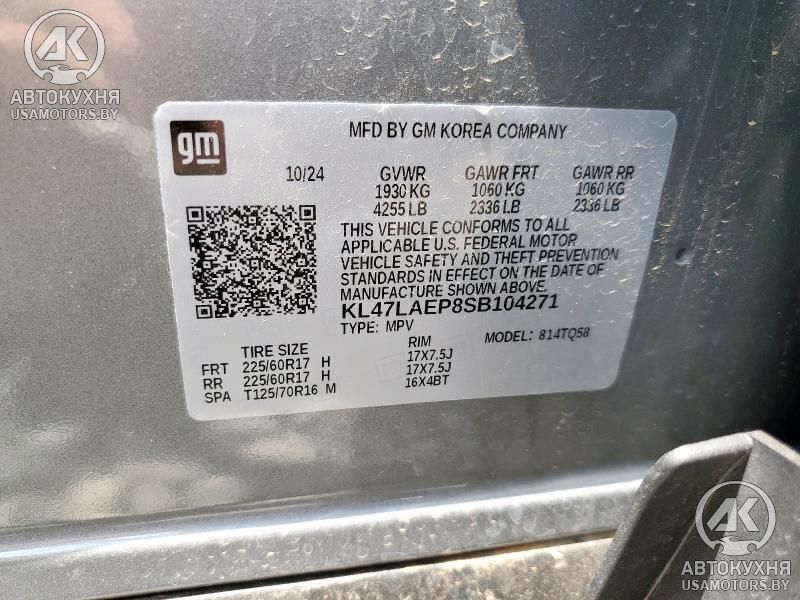 AK
АВТОКУХНЯ
USAMOTORS.BY
gm
MFD BY GM KOREA COMPANY
10/24 GVWR GAWR FRT GAWR RR
1930 KG 1060 KG 1060 KG
4255 LB 2336 LB 2336 LB
THIS VEHICLE CONFORMS TO ALL
APPLICABLE U.S. FEDERAL MOTOR
VEHICLE SAFETY AND THEFT PREVENTION
STANDARDS IN EFFECT ON THE DATE OF
MANUFACTURE SHOWN ABOVE.
KL47LAEP8SB104271
TYPE: MPV MODEL: 814TQ58
TIRE SIZE RIM
FRT 225/60R17 H 17X7.5J
RR 225/60R17 H 17X7.5J
SPA T125/70R16 M 16X4BT
AK
АВТОКУХНЯ
USAMOTORS.BY